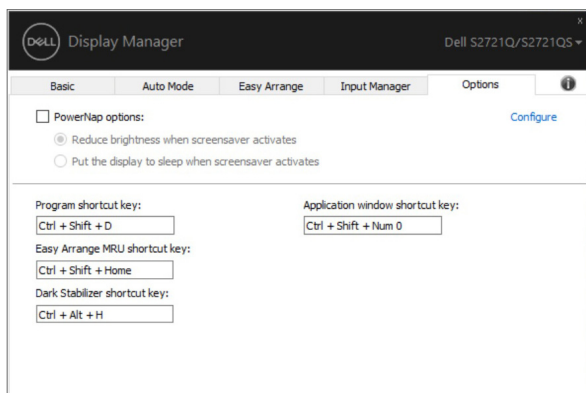 DELL Display Manager
Dell S2721Q/S2721QS
x
Basic
Auto Mode
Easy Arrange
Input Manager
Options
PowerNap options:
Configure
Reduce brightness when screensaver activates
Put the display to sleep when screensaver activates
Program shortcut key:
Application window shortcut key:
Ctrl + Shift + D
Ctrl + Shift + Num 0
Easy Arrange MRU shortcut key:
Ctrl + Shift + Home
Dark Stabilizer shortcut key:
Ctrl + Alt + H